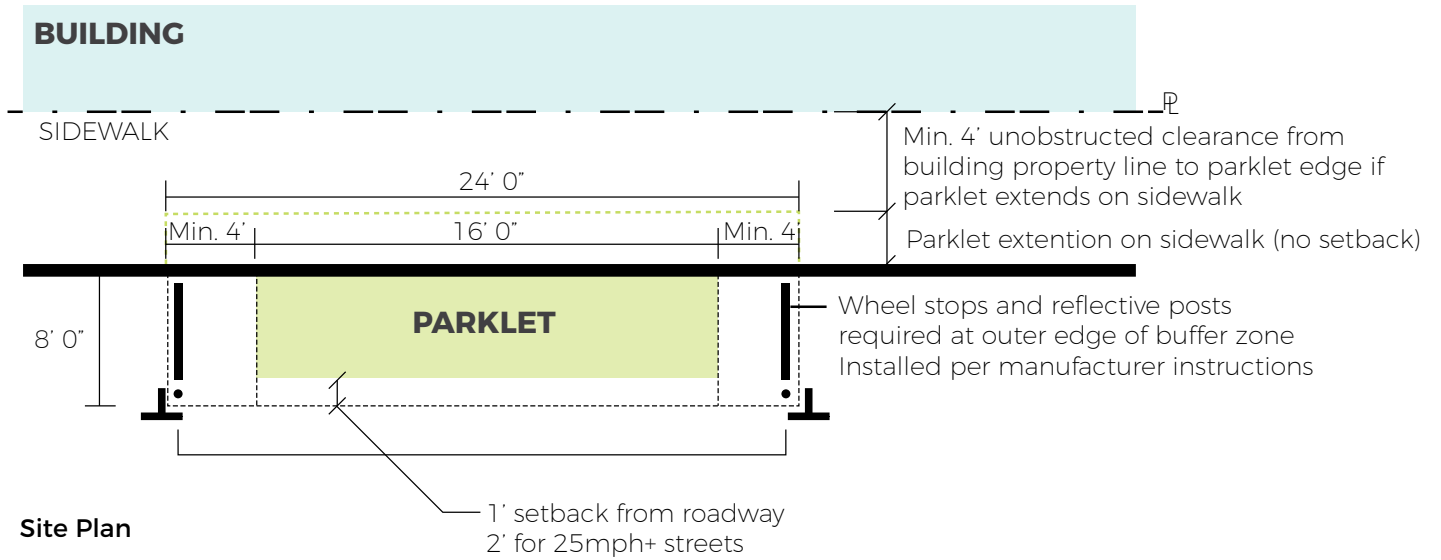 BUILDING
SIDEWALK
PL
Min. 4’ unobstructed clearance from
building property line to parklet edge if
parklet extends on sidewalk
24’ 0”
Min. 4’
16’ 0”
Min. 4’
Parklet extention on sidewalk (no setback)
8’ 0”
PARKLET
Wheel stops and reflective posts
required at outer edge of buffer zone
Installed per manufacturer instructions
1’ setback from roadway
2’ for 25mph+ streets
Site Plan